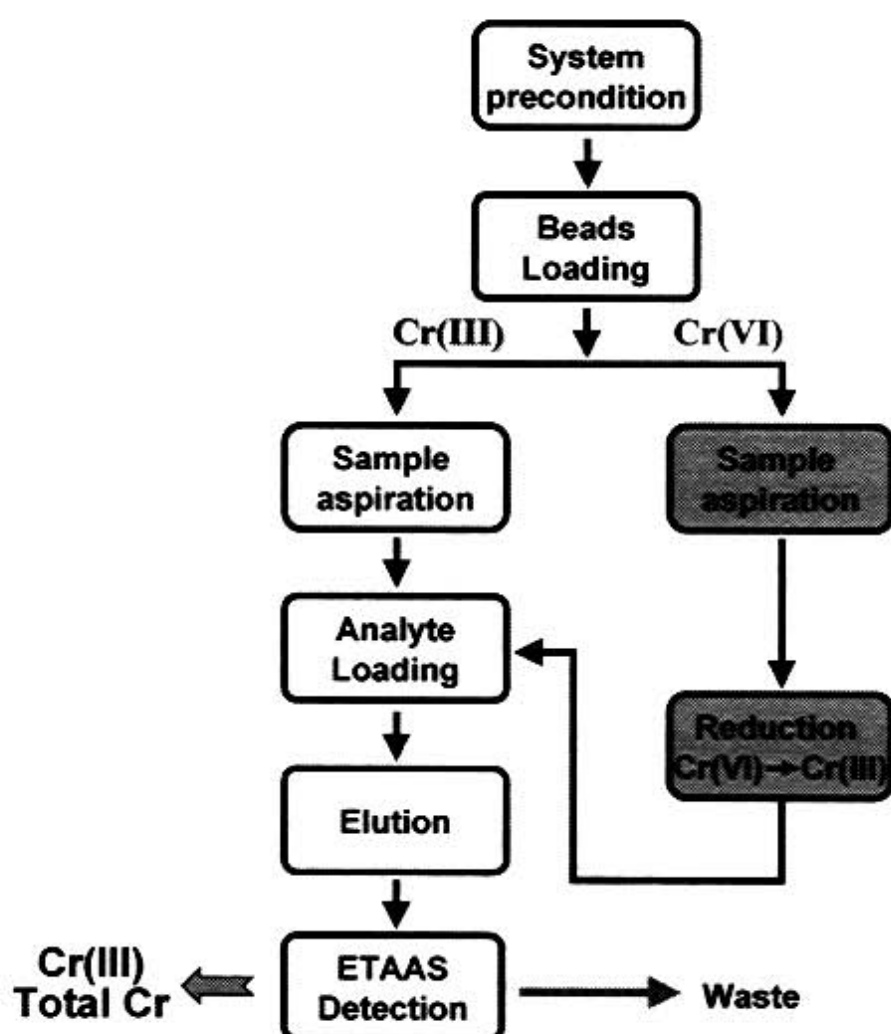 System
precondition
Beads
Loading
Cr(III)
Cr(VI)
Sample
aspiration
Sample
aspiration
Analyte
Loading
Reduction
Cr(VI)→Cr(III)
Elution
ETAAS
Detection
Cr(III)
Total Cr
Waste